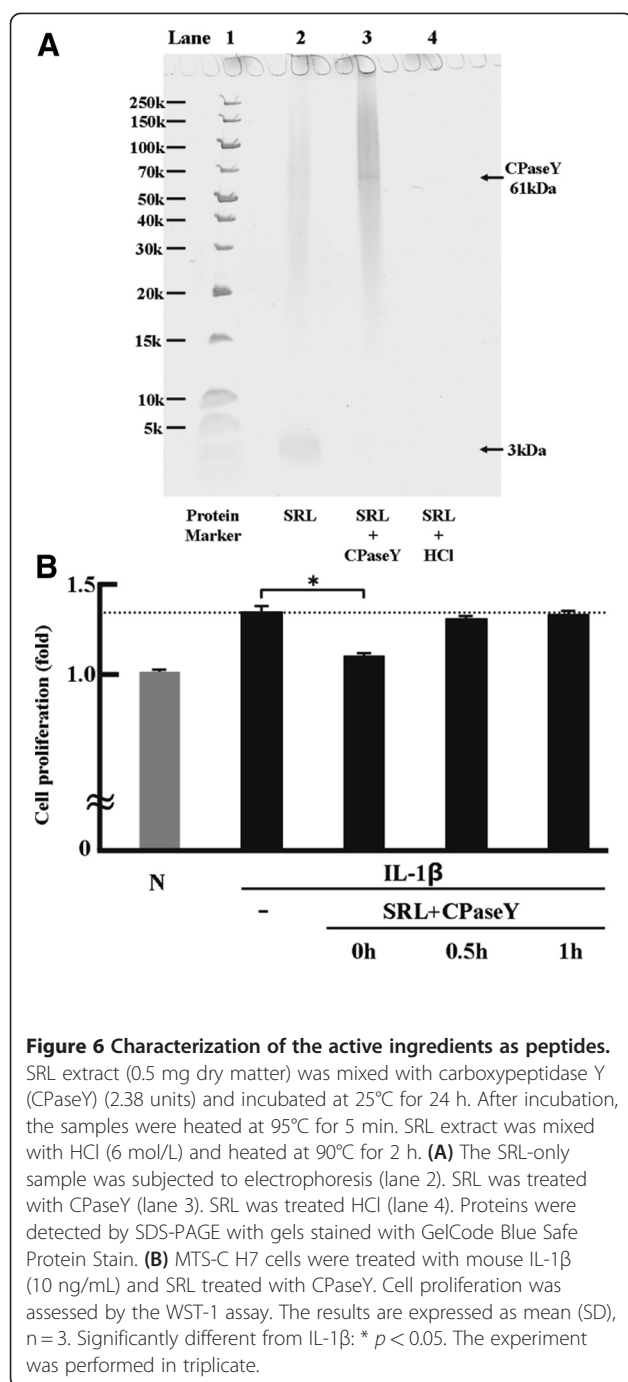 A
Lane 1 2 3 4
250k
150k
100k
70k
50k
40k
30k
20k
15k
10k
5k
CPaseY
61kDa
3kDa
Protein Marker
SRL
SRL + CPaseY
SRL + HCl
B
Cell proliferation (fold)
1.5
1.0
≈
0
*
N
IL-1β
-
SRL+CPaseY
0h 0.5h 1h
Figure 6 Characterization of the active ingredients as peptides.
SRL extract (0.5 mg dry matter) was mixed with carboxypeptidase Y
(CPaseY) (2.38 units) and incubated at 25°C for 24 h. After incubation,
the samples were heated at 95°C for 5 min. SRL extract was mixed
with HCl (6 mol/L) and heated at 90°C for 2 h. (A) The SRL-only
sample was subjected to electrophoresis (lane 2). SRL was treated
with CPaseY (lane 3). SRL was treated HCl (lane 4). Proteins were
detected by SDS-PAGE with gels stained with GelCode Blue Safe
Protein Stain. (B) MTS-C H7 cells were treated with mouse IL-1β
(10 ng/mL) and SRL treated with CPaseY. Cell proliferation was
assessed by the WST-1 assay. The results are expressed as mean (SD),
n = 3. Significantly different from IL-1β: * p < 0.05. The experiment
was performed in triplicate.